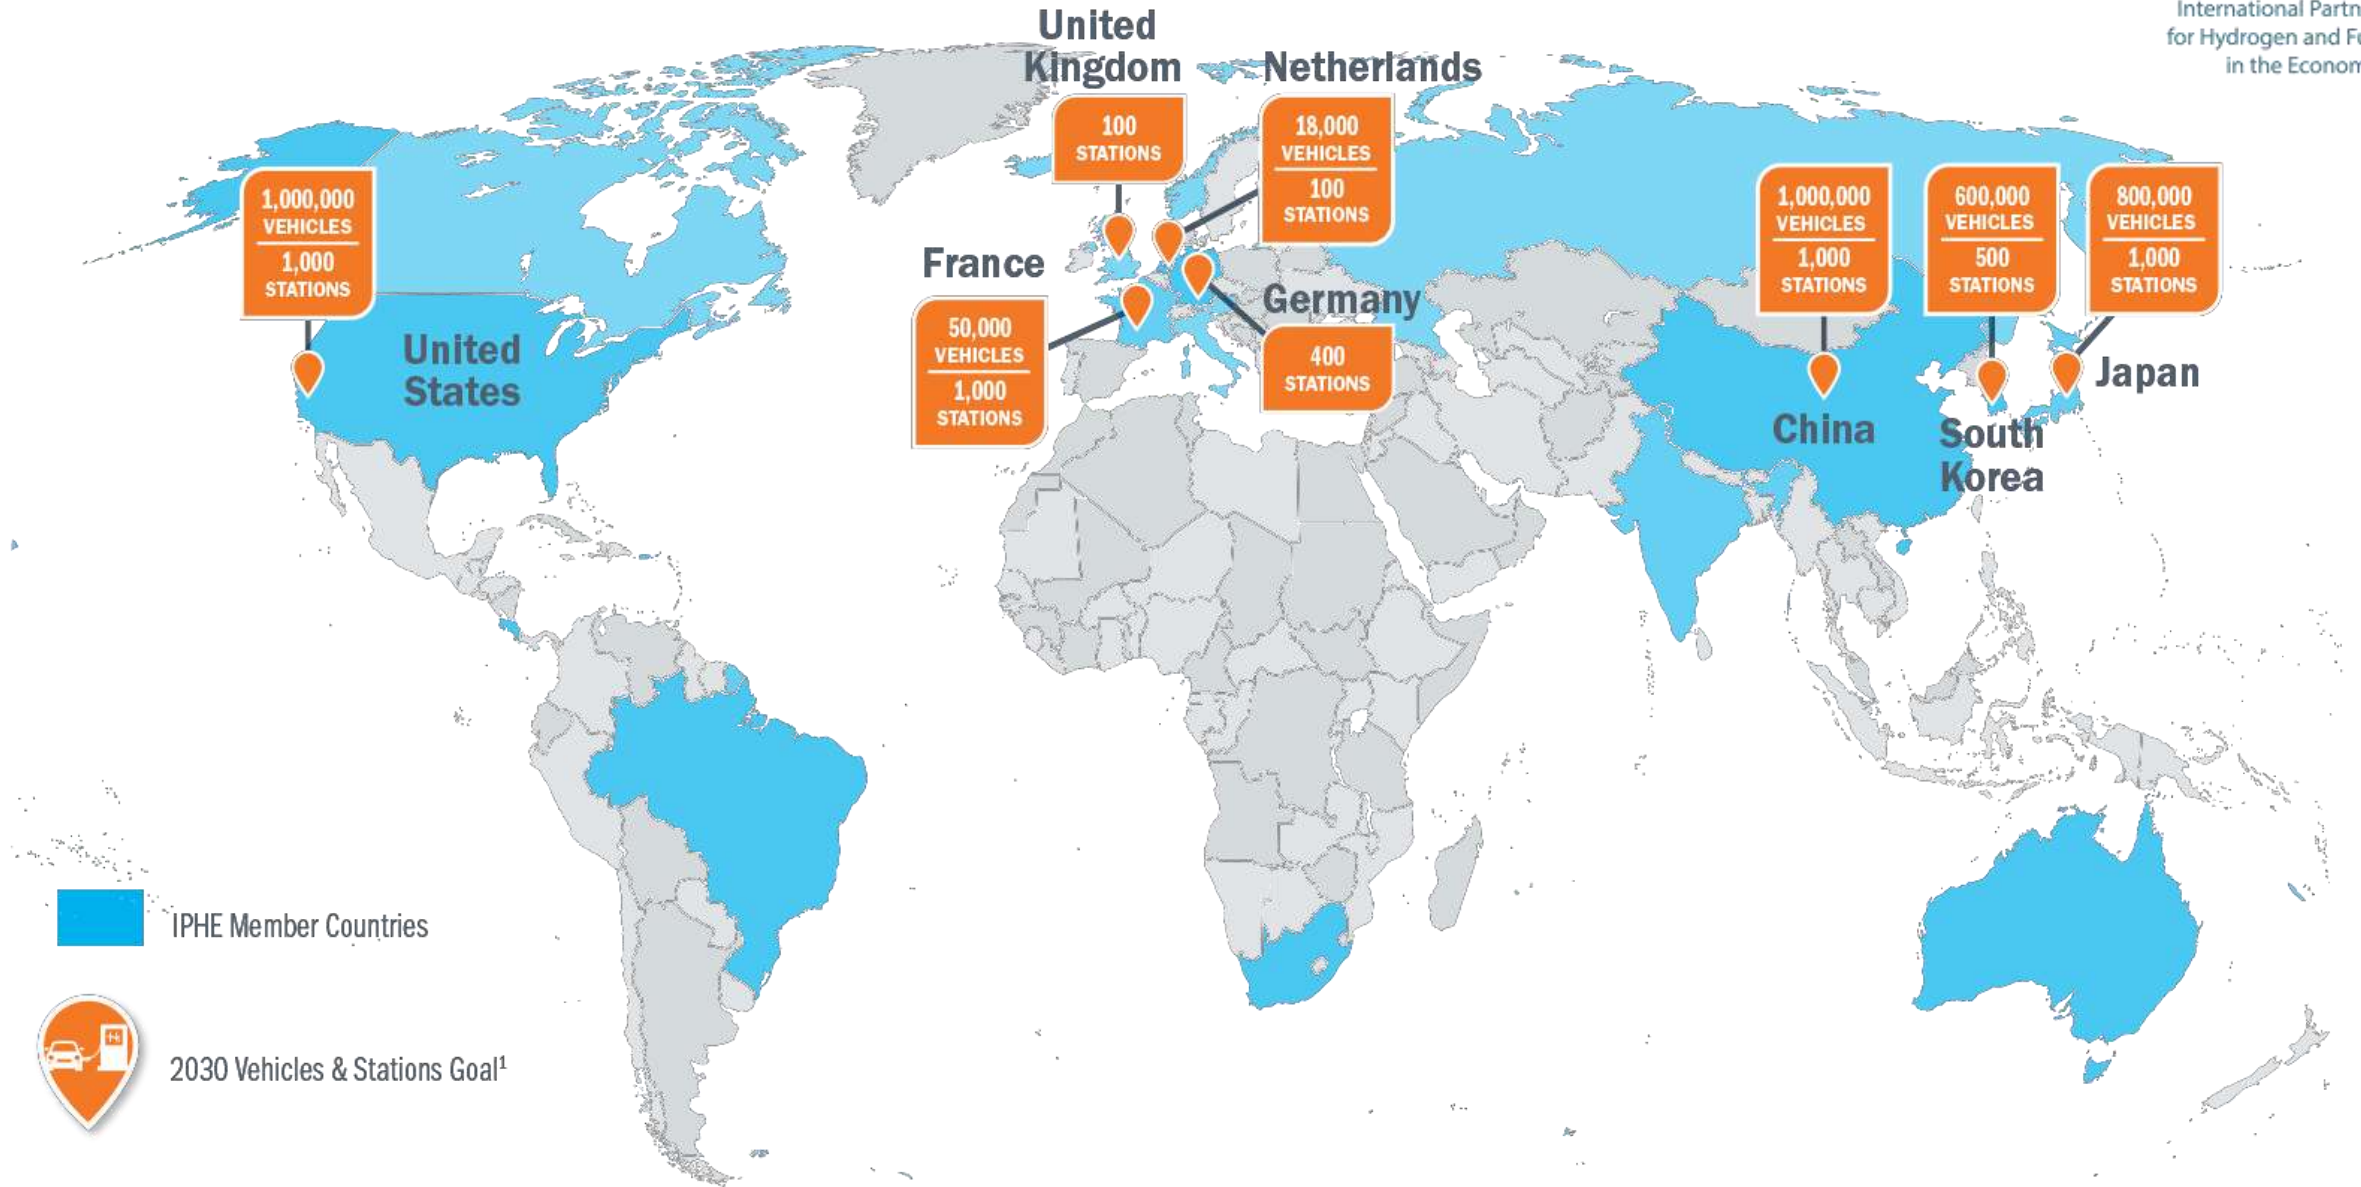 International Partn
for Hydrogen and Fu
in the Econom
United
Kingdom
100
STATIONS
Netherlands
18,000
VEHICLES
100
STATIONS
1,000,000
VEHICLES
1,000
STATIONS
United
States
France
50,000
VEHICLES
1,000
STATIONS
Germany
400
STATIONS
1,000,000
VEHICLES
1,000
STATIONS
China
600,000
VEHICLES
500
STATIONS
South
Korea
800,000
VEHICLES
1,000
STATIONS
Japan
IPHE Member Countries
2030 Vehicles & Stations Goal¹